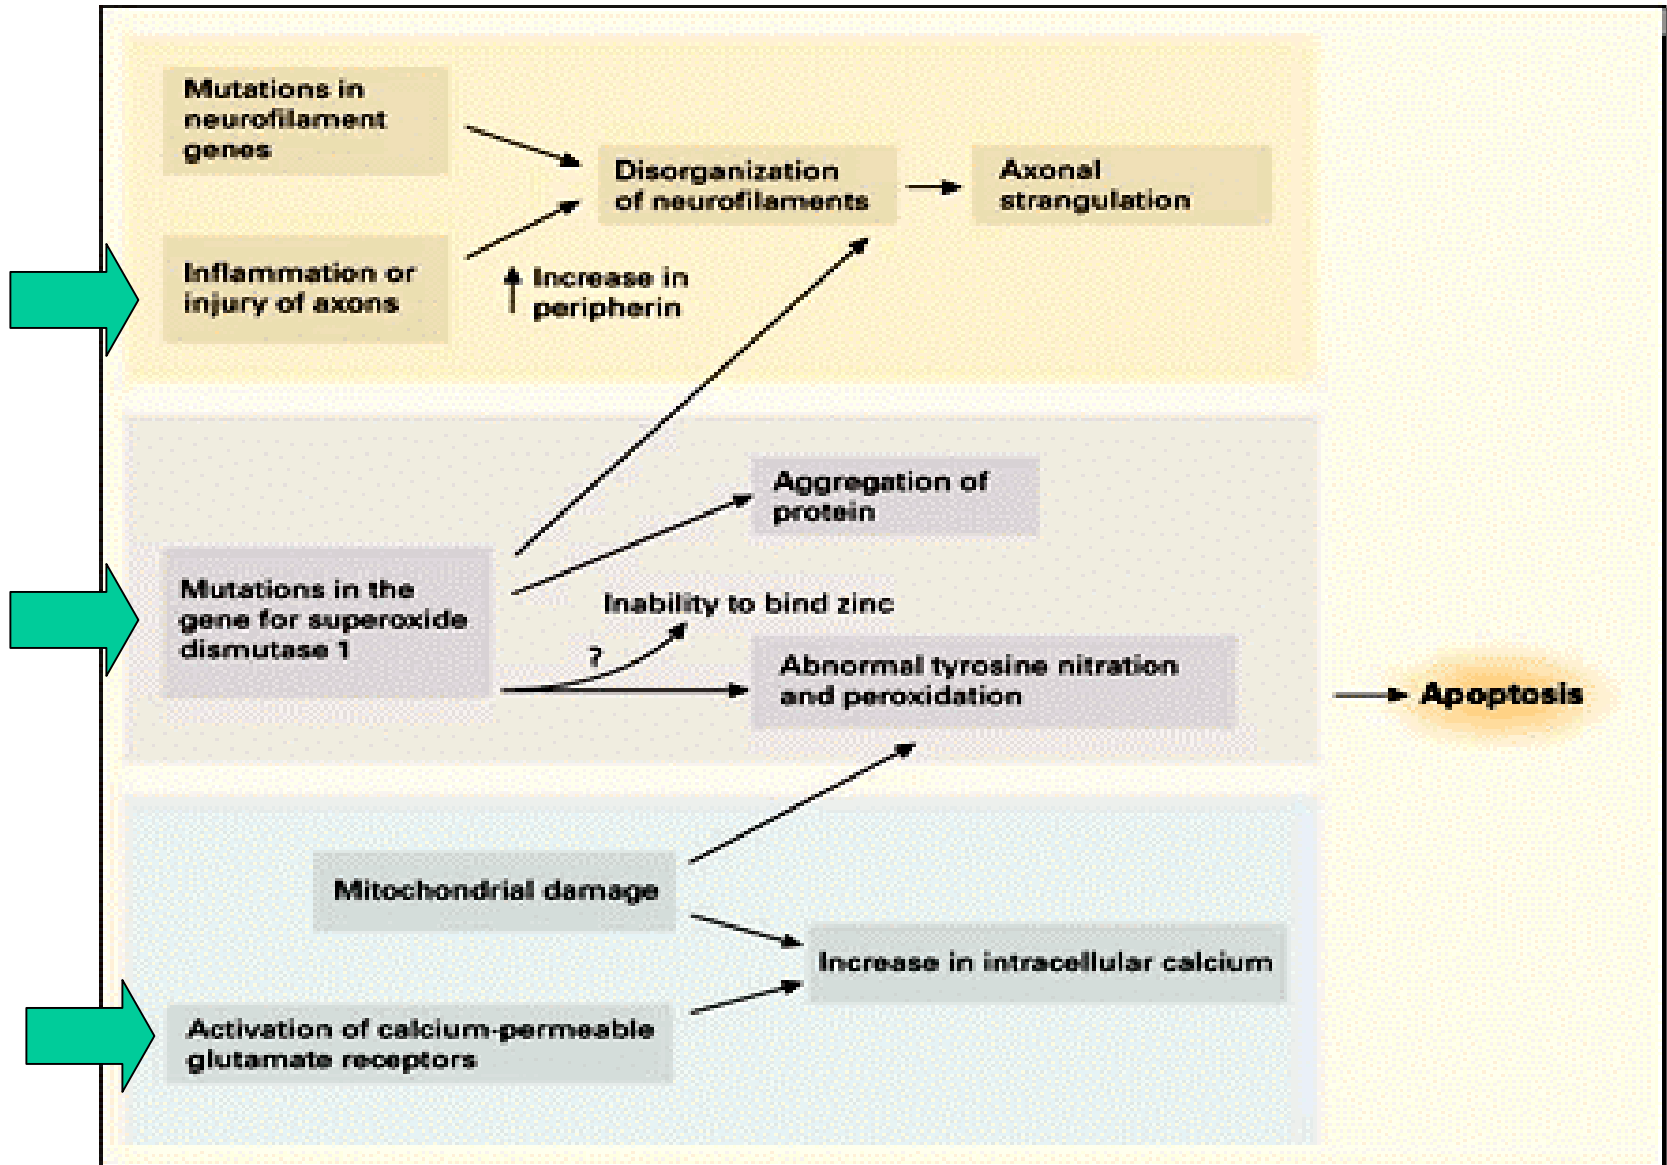 Mutations in
neurofilament
genes
Disorganization
of neurofilaments
Axonal
strangulation
Inflammation or
injury of axons
Increase in
peripherin
Aggregation of
protein
Mutations in the
gene for superoxide
dismutase 1
Inability to bind zinc
?
Abnormal tyrosine nitration
and peroxidation
Apoptosis
Mitochondrial damage
Increase in intracellular calcium
Activation of calcium-permeable
glutamate receptors